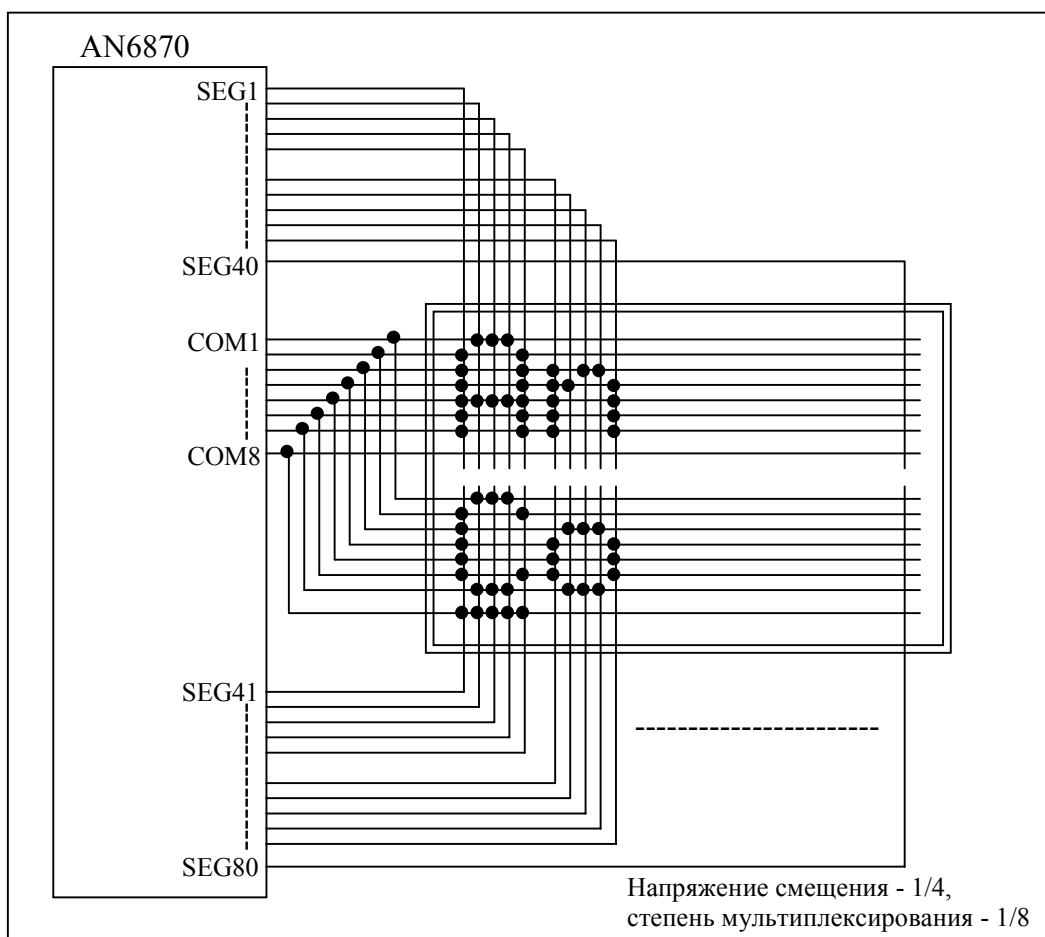 AN6870
SEG1
SEG40
COM1
COM8
SEG41
SEG80
Напряжение смещения - 1/4,
степень мультиплексирования - 1/8